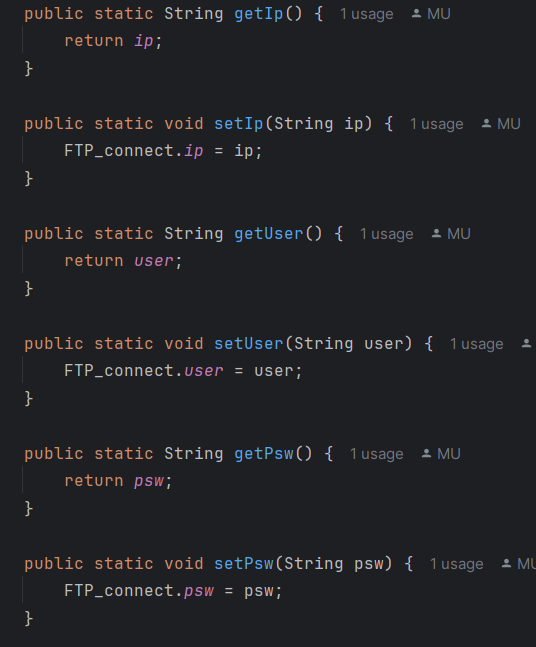 public static String getIp() { 1 usage MU
return ip;
}
public static void setIp(String ip) { 1 usage MU
FTP_connect.ip = ip;
}
public static String getUser() { 1 usage MU
return user;
}
public static void setUser(String user) { 1 usage
FTP_connect.user = user;
}
public static String getPsw() { 1 usage MU
return psw;
}
public static void setPsw(String psw) { 1 usage MU
FTP_connect.psw = psw;
}